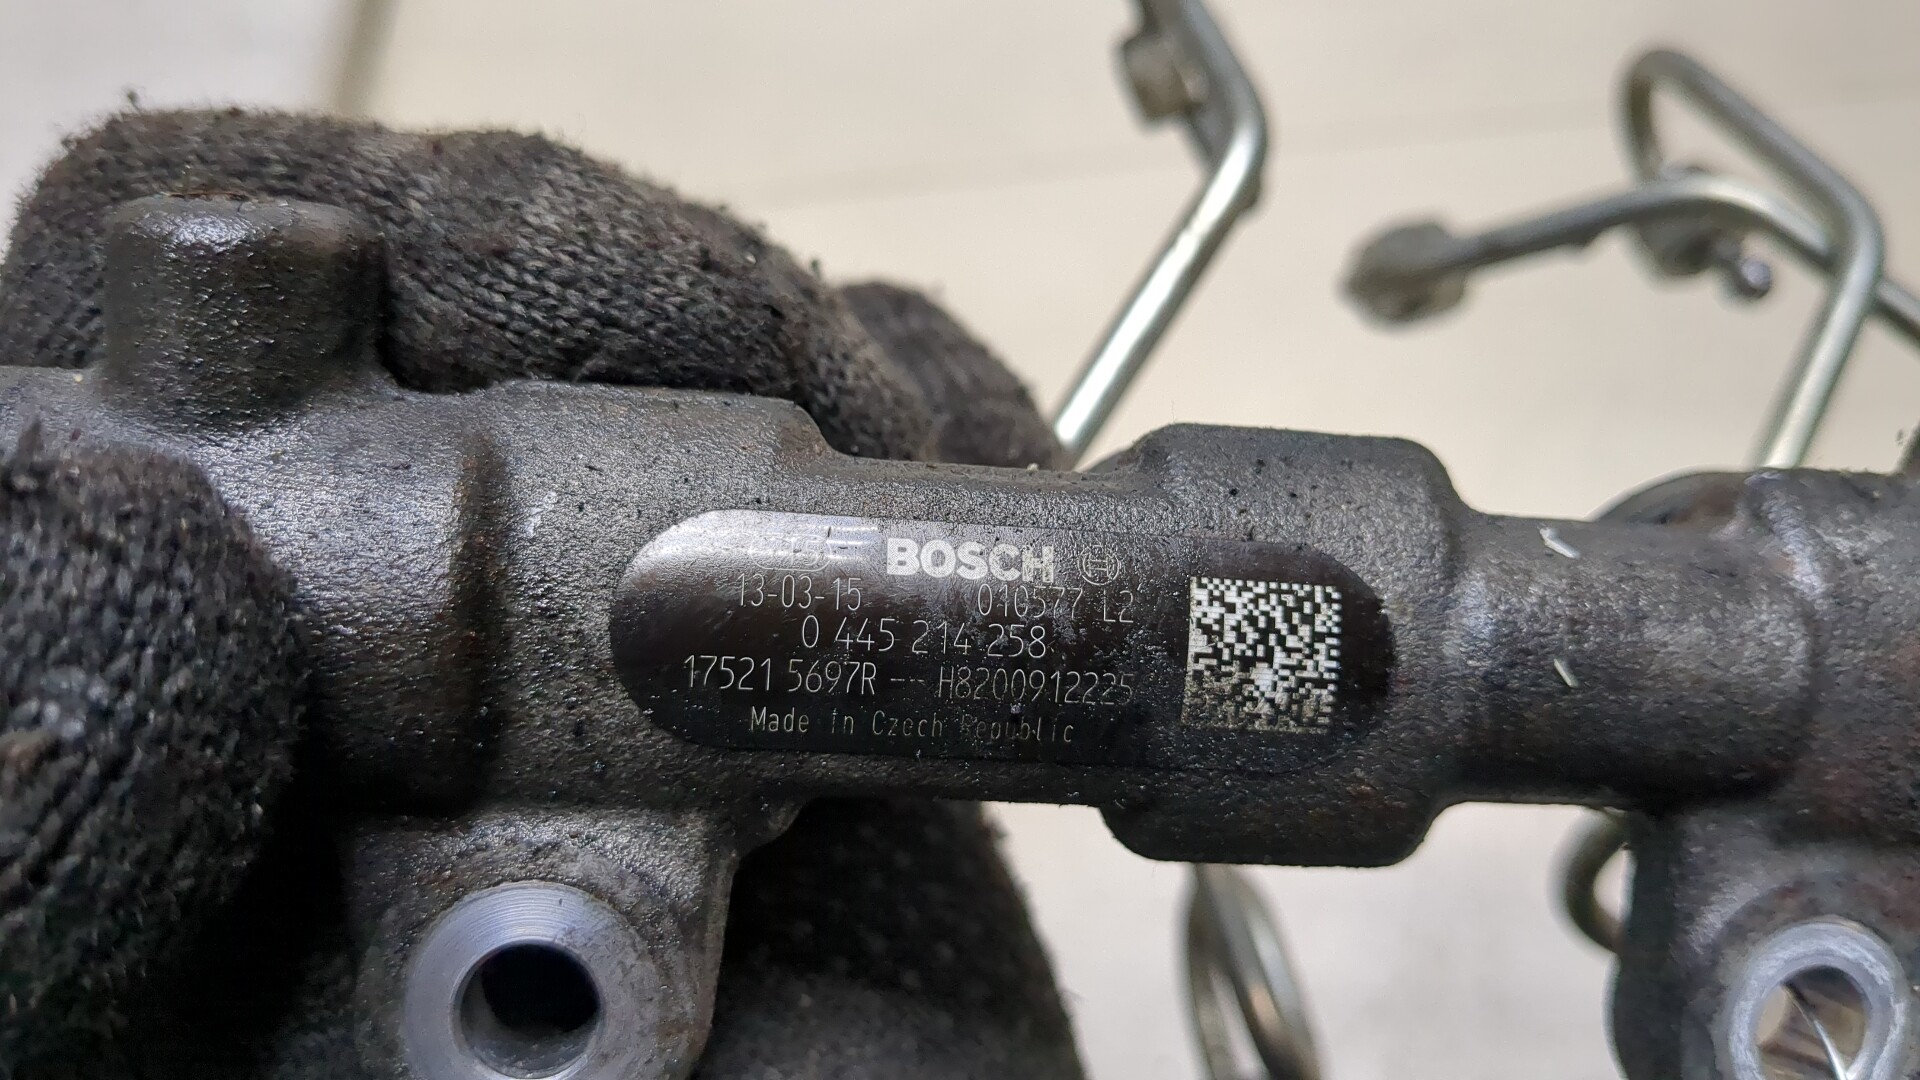 BOSCH
13-03-15 010577 L2
0 445 214 258
17521 5697R -- H8200912225
Made in Czech Republic